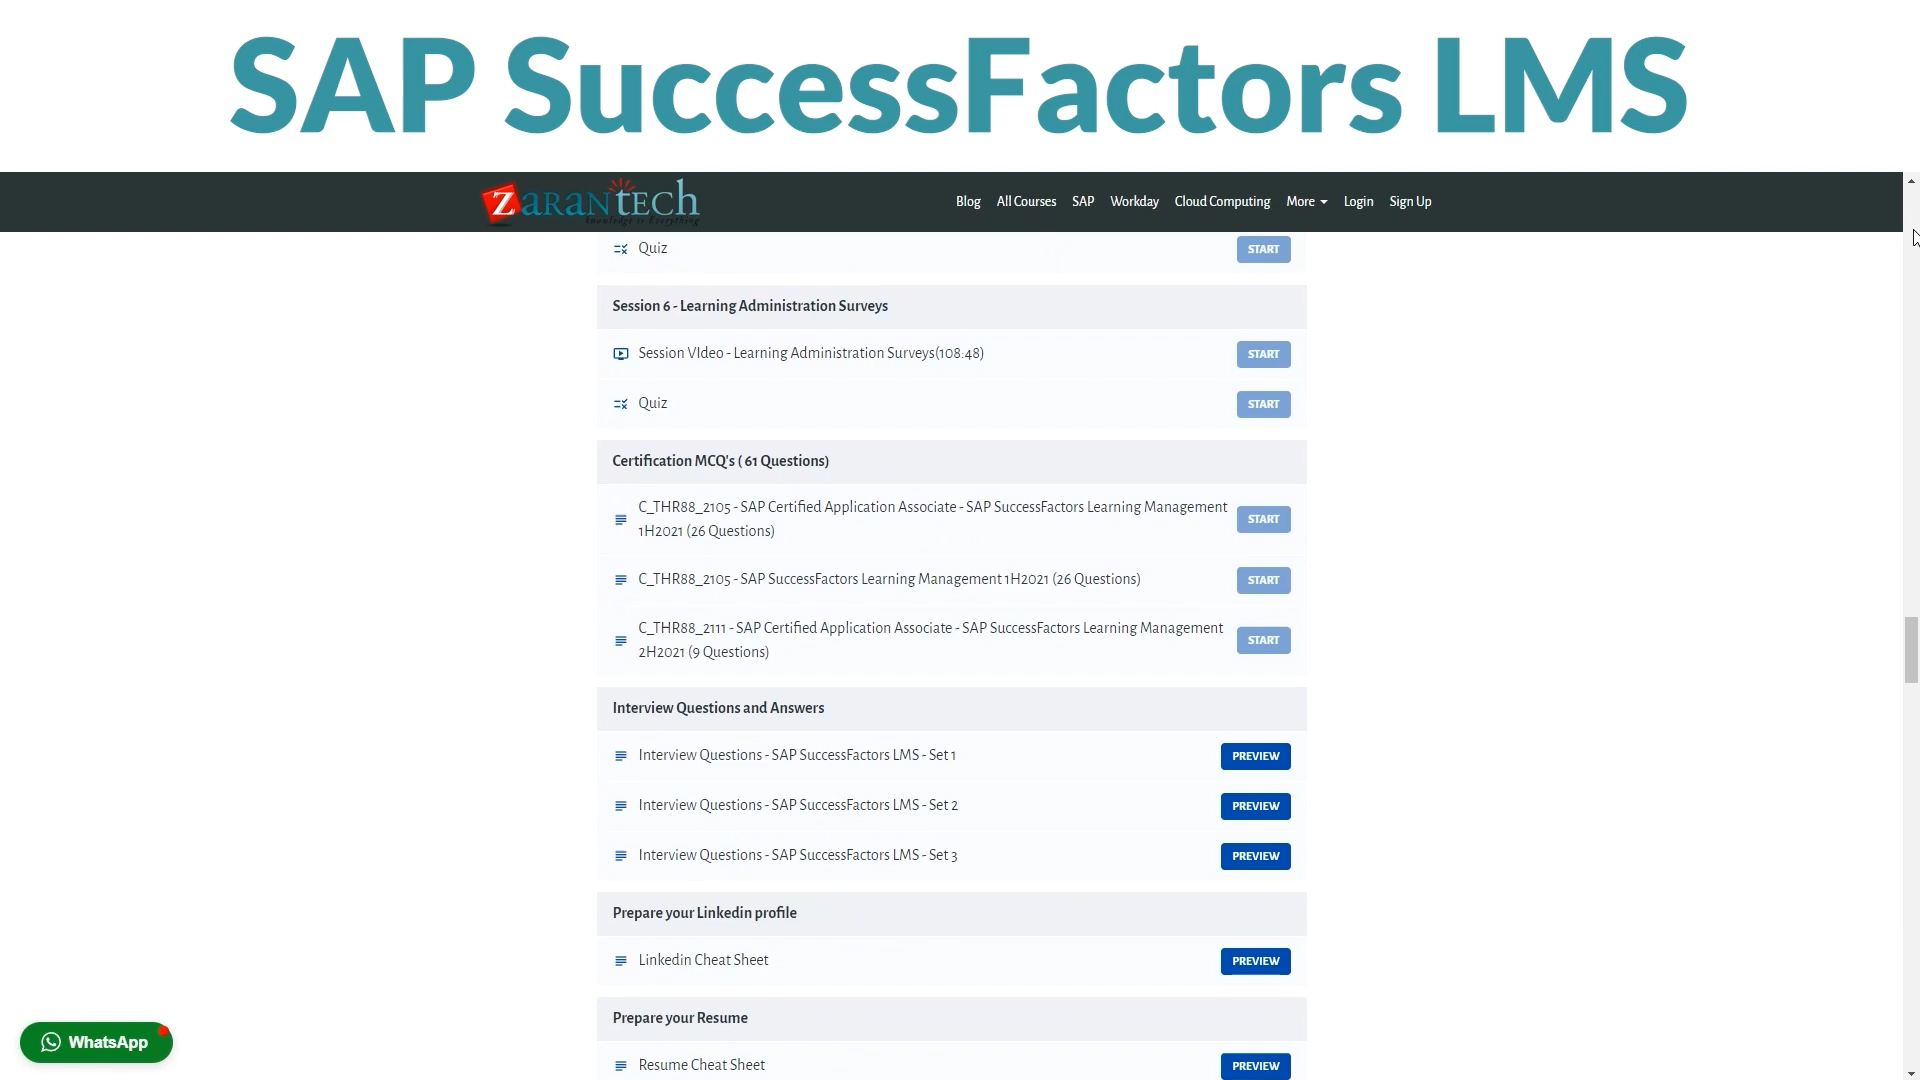 SAP SuccessFactors LMS
ZARANTECH
knowledge is Everything
Blog All Courses SAP Workday Cloud Computing More Login Sign Up
Quiz START
Session 6 - Learning Administration Surveys
Session VIdeo - Learning Administration Surveys(108:48) START
Quiz START
Certification MCQ's ( 61 Questions)
C_THR88_2105 - SAP Certified Application Associate - SAP SuccessFactors Learning Management
1H2021 (26 Questions) START
C_THR88_2105 - SAP SuccessFactors Learning Management 1H2021 (26 Questions) START
C_THR88_2111 - SAP Certified Application Associate - SAP SuccessFactors Learning Management
2H2021 (9 Questions) START
Interview Questions and Answers
Interview Questions - SAP SuccessFactors LMS - Set 1 PREVIEW
Interview Questions - SAP SuccessFactors LMS - Set 2 PREVIEW
Interview Questions - SAP SuccessFactors LMS - Set 3 PREVIEW
Prepare your Linkedin profile
Linkedin Cheat Sheet PREVIEW
Prepare your Resume
Resume Cheat Sheet PREVIEW
WhatsApp